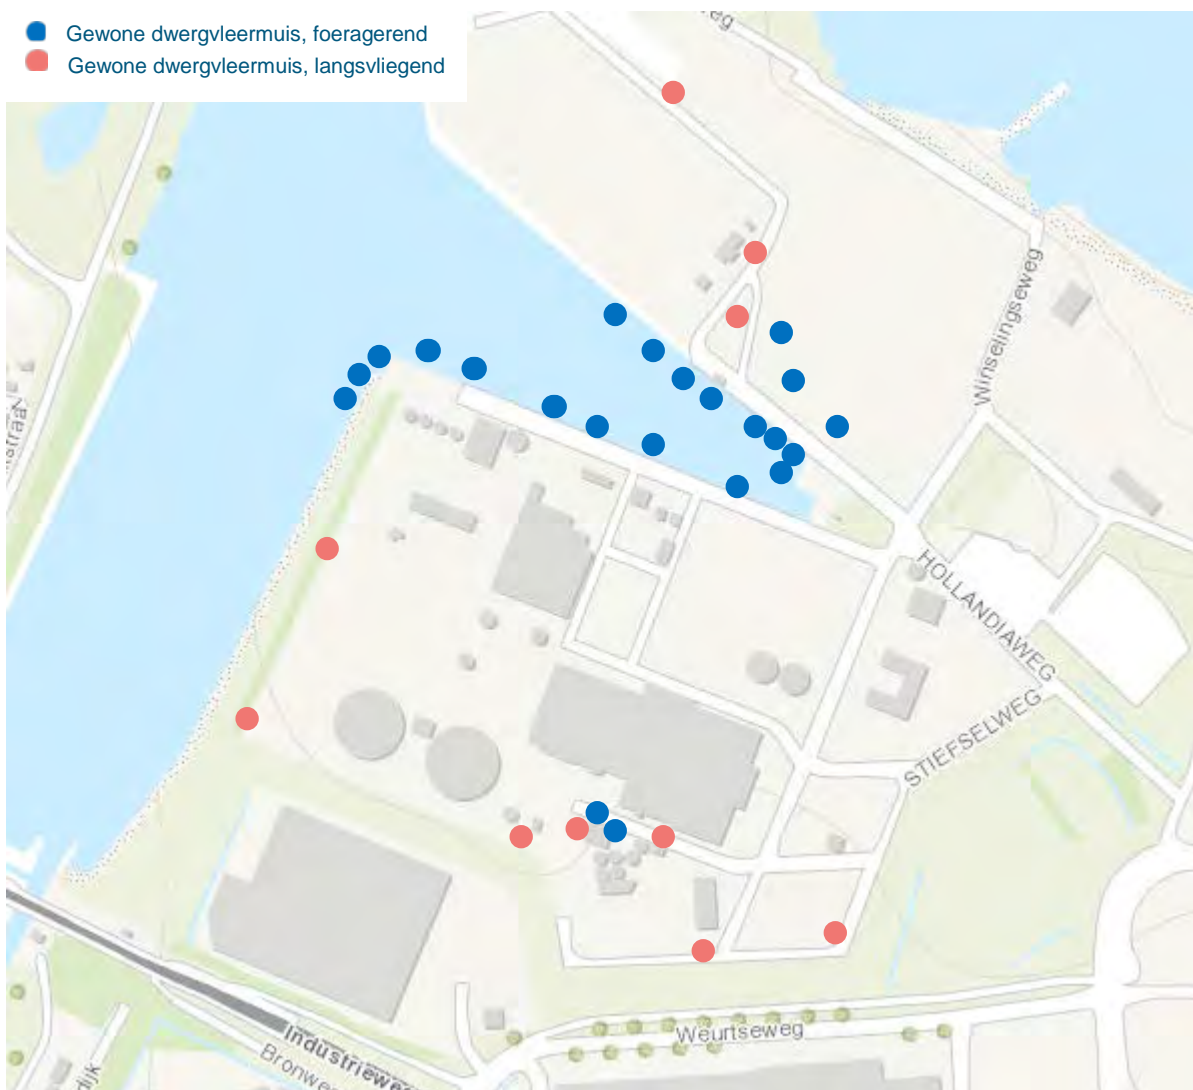 Gewone dwergvleermuis, foeragerend
Gewone dwergvleermuis, langsvliegend
Winselingseweg
HOLLANDIAWEG
STIEFSELWEG
Weurtseweg
Industrieweg